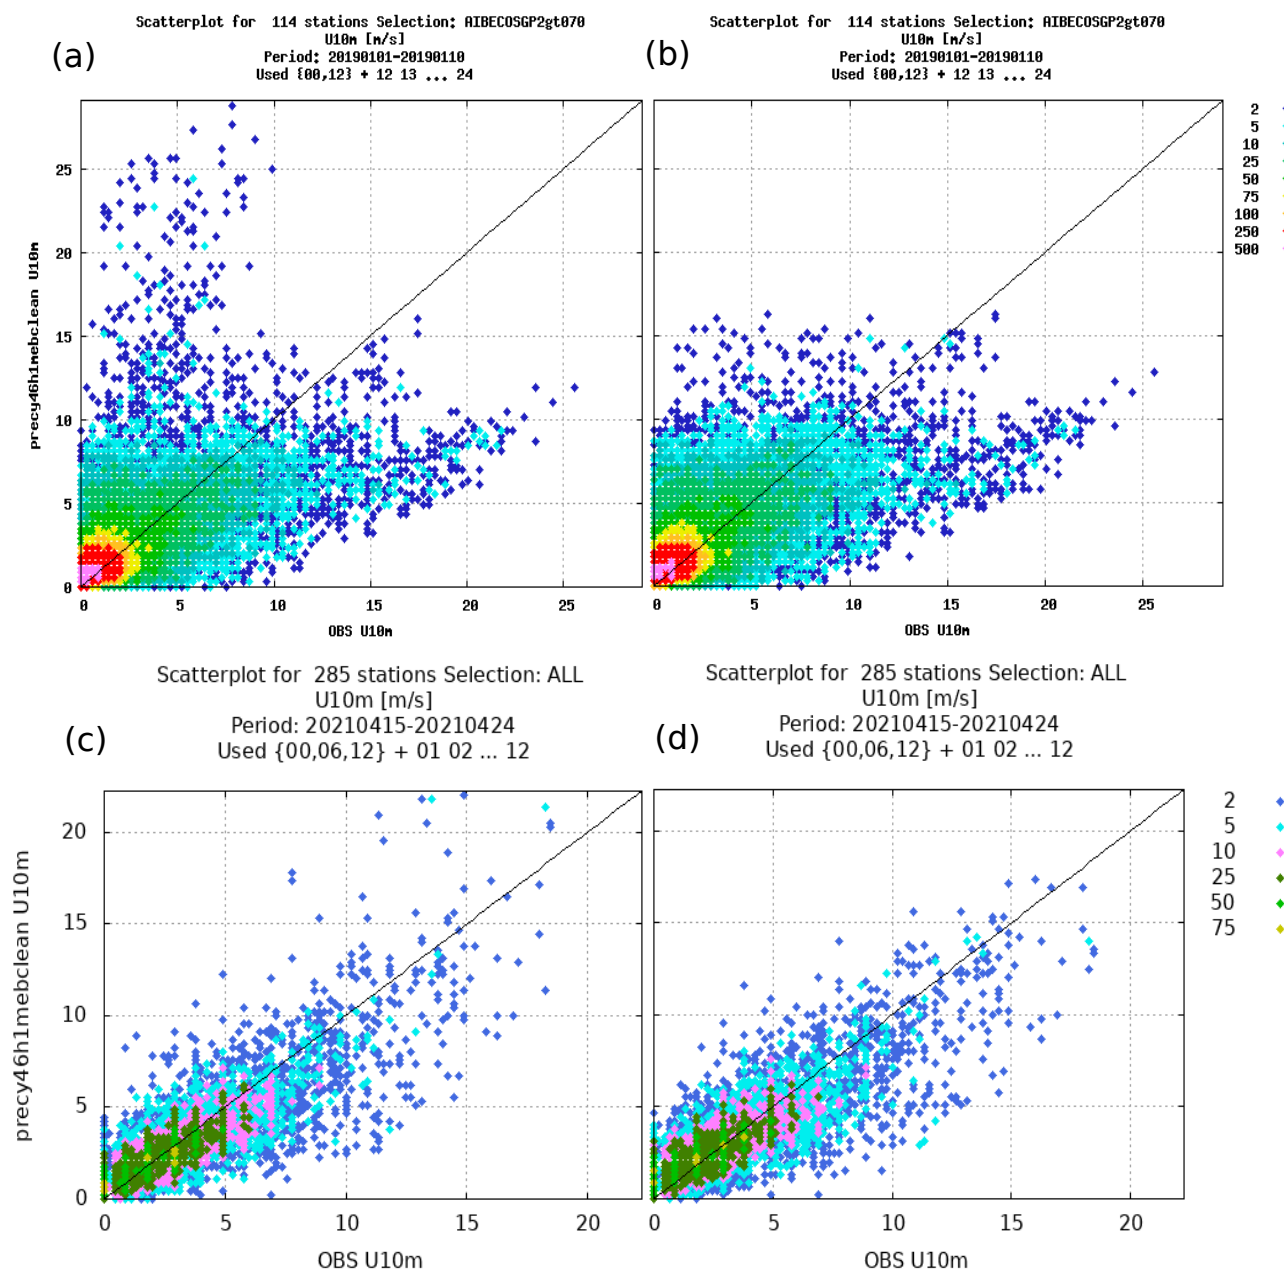 (a)
Scatterplot for 114 stations Selection: AIBECOSGP2gt070
U10m [m/s]
Period: 20190101-20190110
Used {00,12} + 12 13 ... 24
precy46h1mebclean U10m
25
20
15
10
5
0
0 5 10 15 20 25
OBS U10m
(b)
Scatterplot for 114 stations Selection: AIBECOSGP2gt070
U10m [m/s]
Period: 20190101-20190110
Used {00,12} + 12 13 ... 24
0 5 10 15 20 25
OBS U10m
2
5
10
25
50
75
100
250
500
(c)
Scatterplot for 285 stations Selection: ALL
U10m [m/s]
Period: 20210415-20210424
Used {00,06,12} + 01 02 ... 12
precy46h1mebclean U10m
20
15
10
5
0
0 5 10 15 20
OBS U10m
(d)
Scatterplot for 285 stations Selection: ALL
U10m [m/s]
Period: 20210415-20210424
Used {00,06,12} + 01 02 ... 12
0 5 10 15 20
OBS U10m
2
5
10
25
50
75